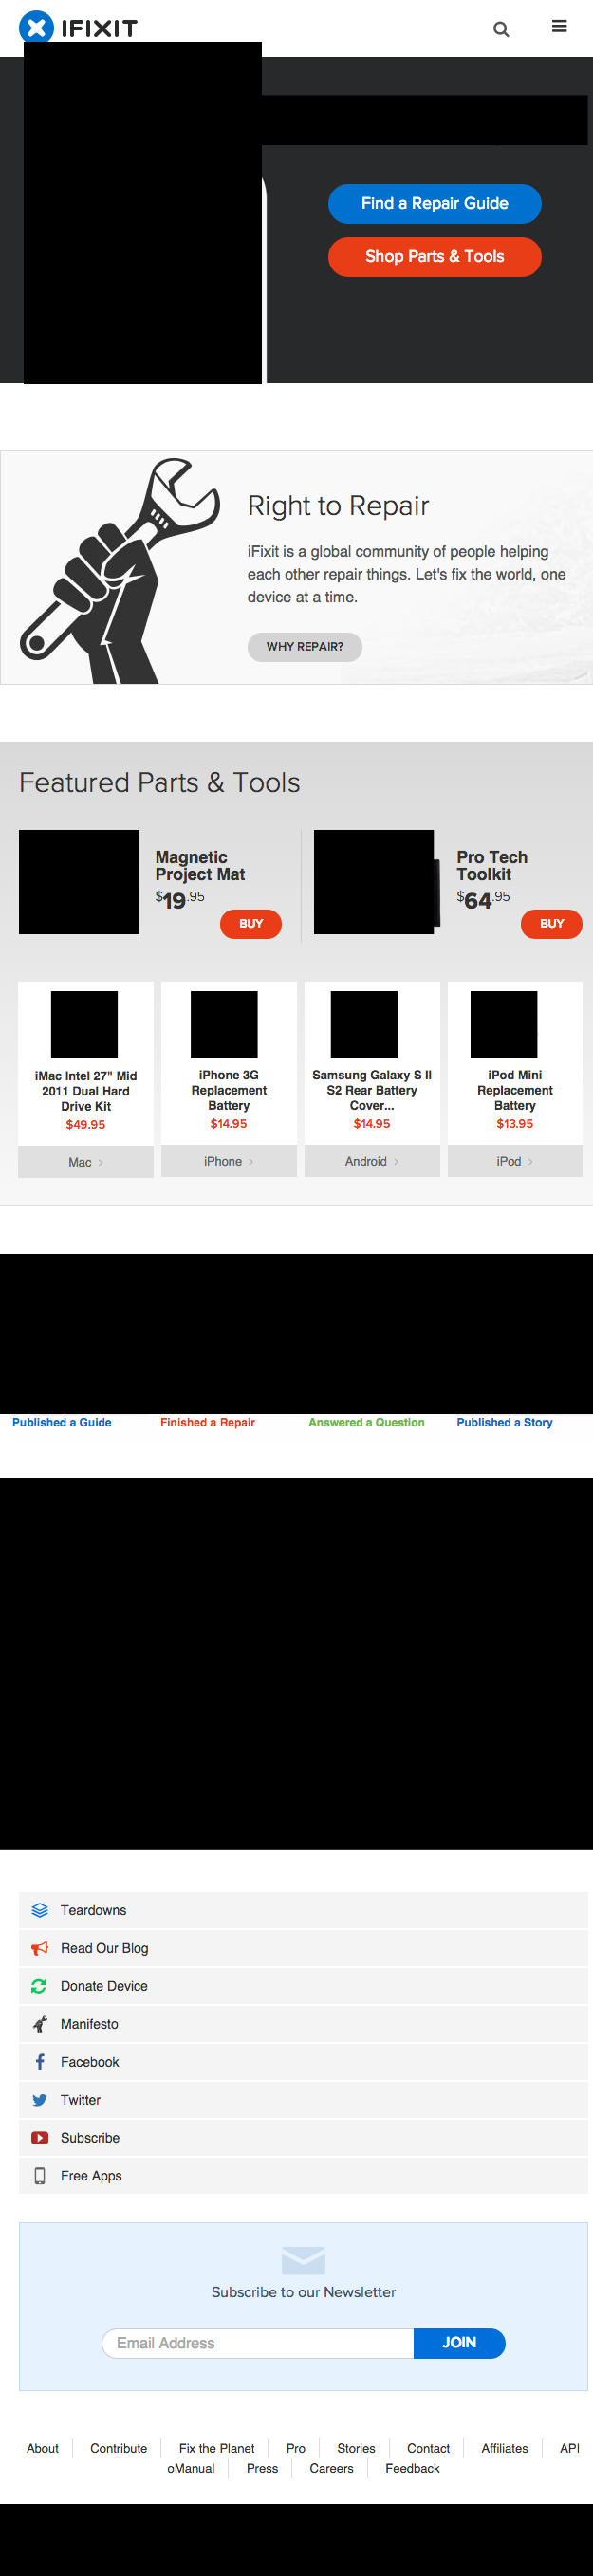 IFIXIT
Find a Repair Guide
Shop Parts & Tools
Right to Repair
iFixit is a global community of people helping
each other repair things. Let's fix the world, one
device at a time.
WHY REPAIR?
Featured Parts & Tools
Magnetic
Project Mat
$19.95
BUY
Pro Tech
Toolkit
$64.95
BUY
iMac Intel 27" Mid
2011 Dual Hard
Drive Kit
$49.95
Mac
iPhone 3G
Replacement
Battery
$14.95
iPhone
Samsung Galaxy S II
S2 Rear Battery
Cover...
$14.95
Android
iPod Mini
Replacement
Battery
$13.95
iPod
Published a Guide
Finished a Repair
Answered a Question
Published a Story
Teardowns
Read Our Blog
Donate Device
Manifesto
Facebook
Twitter
Subscribe
Free Apps
Subscribe to our Newsletter
Email Address
JOIN
About Contribute Fix the Planet Pro Stories Contact Affiliates API
oManual Press Careers Feedback